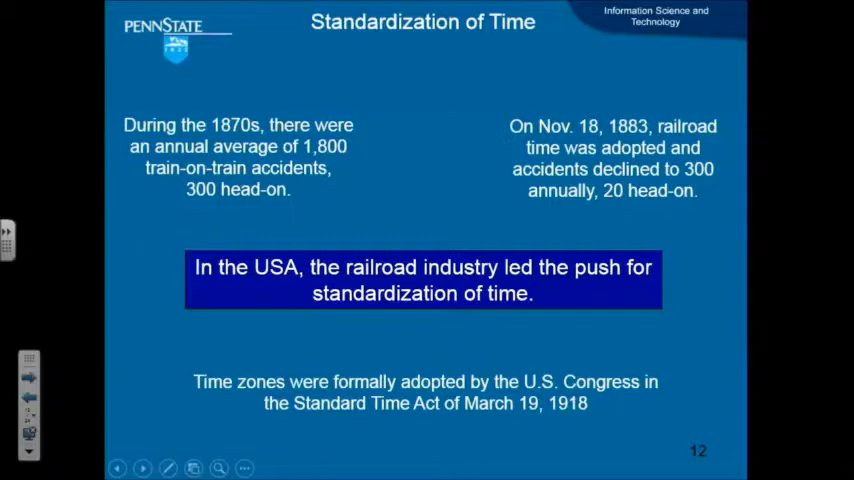 PENNSTATE
1855
Standardization of Time
Information Science and
Technology
During the 1870s, there were
an annual average of 1,800
train-on-train accidents,
300 head-on.
On Nov. 18, 1883, railroad
time was adopted and
accidents declined to 300
annually, 20 head-on.
In the USA, the railroad industry led the push for
standardization of time.
Time zones were formally adopted by the U.S. Congress in
the Standard Time Act of March 19, 1918
12